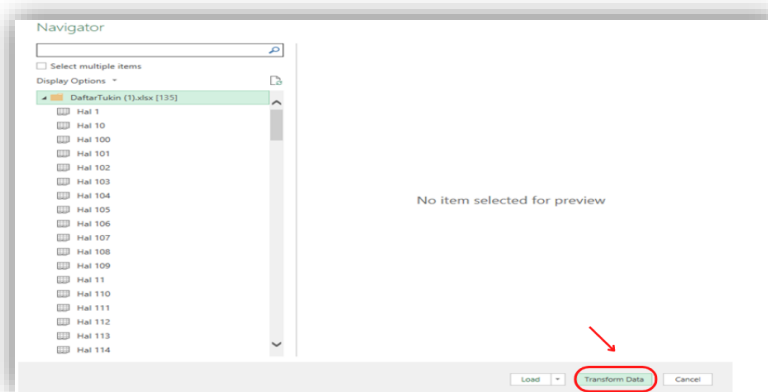 Navigator
Select multiple items
Display Options
DaftarTukin (1).xlsx [135]
Hal 1
Hal 10
Hal 100
Hal 101
Hal 102
Hal 103
Hal 104
Hal 105
Hal 106
Hal 107
Hal 108
Hal 109
Hal 11
Hal 110
Hal 111
Hal 112
Hal 113
Hal 114
No item selected for preview
Load
Transform Data
Cancel